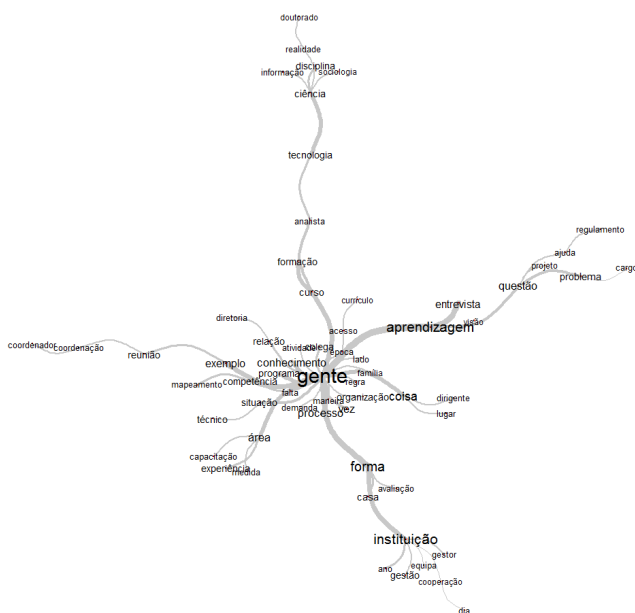 doutorado
realidade
disciplina
informação
sociologia
ciência
tecnologia
analista
regulamento
ajuda
projeto
problema
cargo
formação
questão
curso
currículo
entrevista
visão
aprendizagem
diretoria
acesso
coordenador
coordenação
relação
atividade
colega
época
reunião
exemplo
conhecimento
lado
programa
gente
família
mapeamento
competência
regra
falta
organização
coisa
dirigente
situação
maneira
demanda
vez
processo
lugar
técnico
área
capacitação
experiência
medida
forma
avaliação
casa
instituição
gestor
ano
equipa
gestão
cooperação
dia